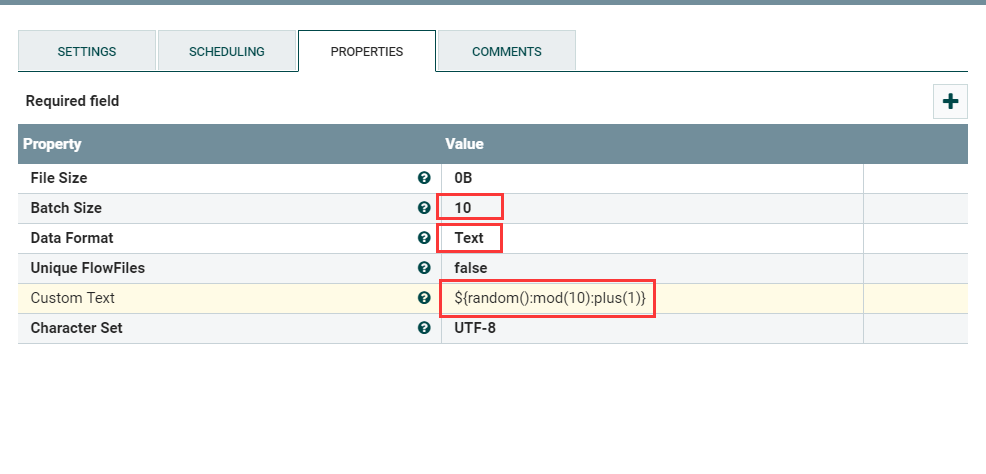 SETTINGS SCHEDULING PROPERTIES COMMENTS
Required field
Property Value
File Size 0B
Batch Size 10
Data Format Text
Unique FlowFiles false
Custom Text ${random():mod(10):plus(1)}
Character Set UTF-8